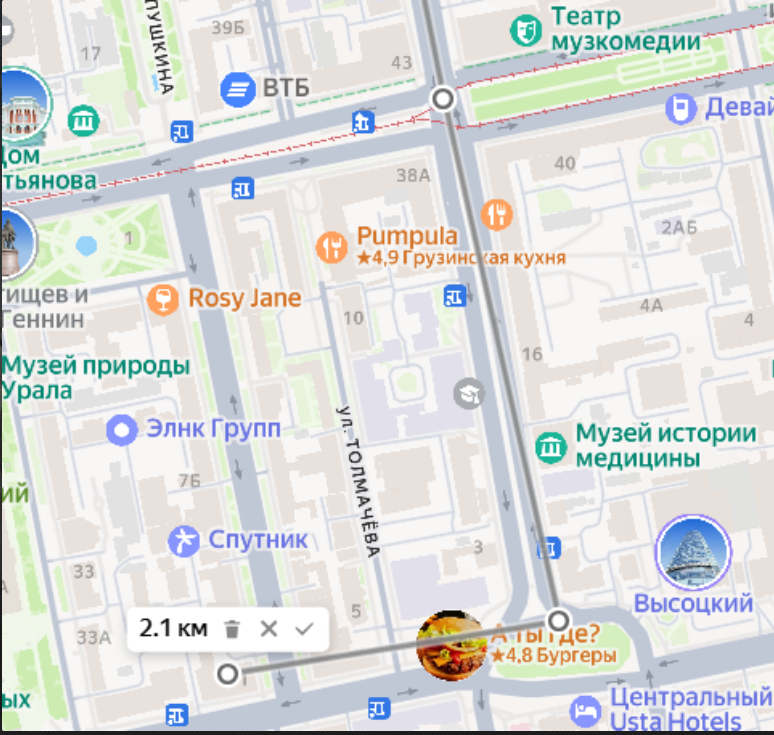 ПУШКИНА
39Б
Театр
музкомедии
17
43
ВТБ
Девай
Дом
тьянова
38А
40
1
Pumpula
★4,9 Грузинская кухня
2АБ
тищев и
Геннин
Rosy Jane
10
4А
4
16
Музей природы
Урала
ул. ТОЛМАЧЁВА
Элнк Групп
Музей истории
медицины
7Б
ий
Спутник
3
33
Высоцкий
5
2.1 км
33А
А ты где?
★4,8 Бургеры
ых
Центральный
Usta Hotels